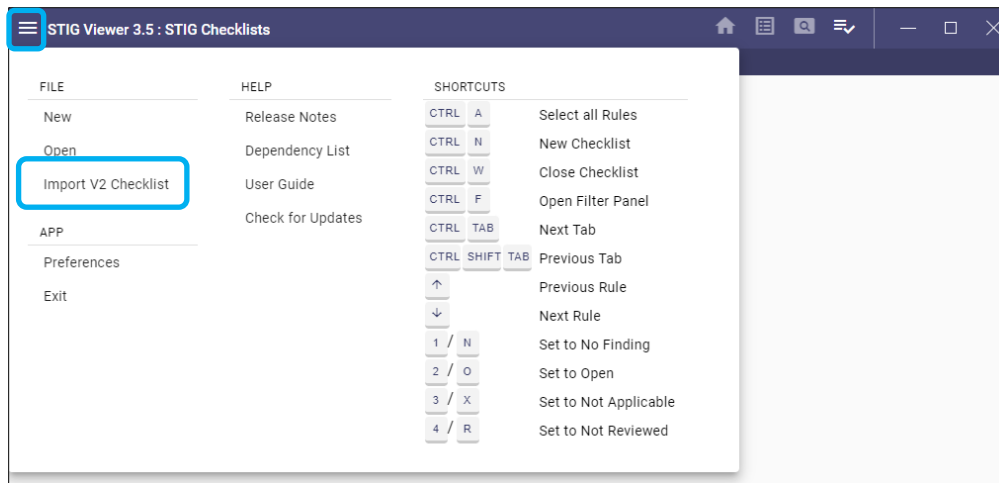 STIG Viewer 3.5 : STIG Checklists
FILE
New
Open
Import V2 Checklist
APP
Preferences
Exit
HELP
Release Notes
Dependency List
User Guide
Check for Updates
SHORTCUTS
CTRL A Select all Rules
CTRL N New Checklist
CTRL W Close Checklist
CTRL F Open Filter Panel
CTRL TAB Next Tab
CTRL SHIFT TAB Previous Tab
↑ Previous Rule
↓ Next Rule
1 / N Set to No Finding
2 / O Set to Open
3 / X Set to Not Applicable
4 / R Set to Not Reviewed